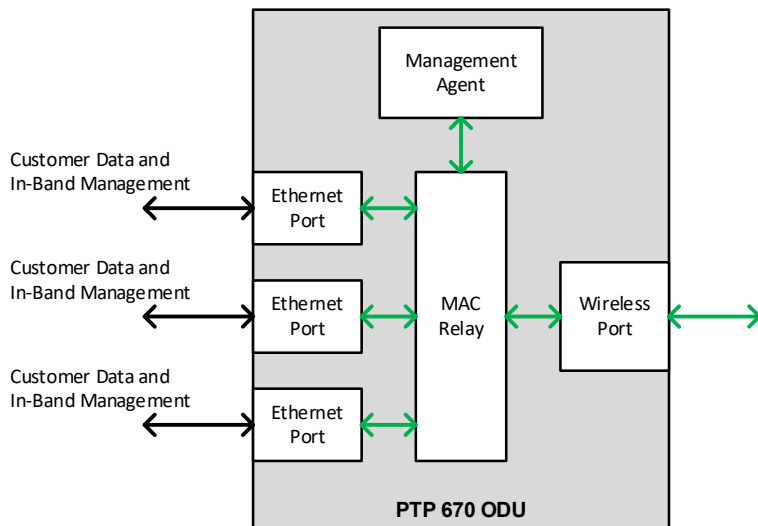 Management
Agent
Customer Data and
In-Band Management
Ethernet
Port
Customer Data and
In-Band Management
Ethernet
Port
MAC
Relay
Wireless
Port
Customer Data and
In-Band Management
Ethernet
Port
PTP 670 ODU